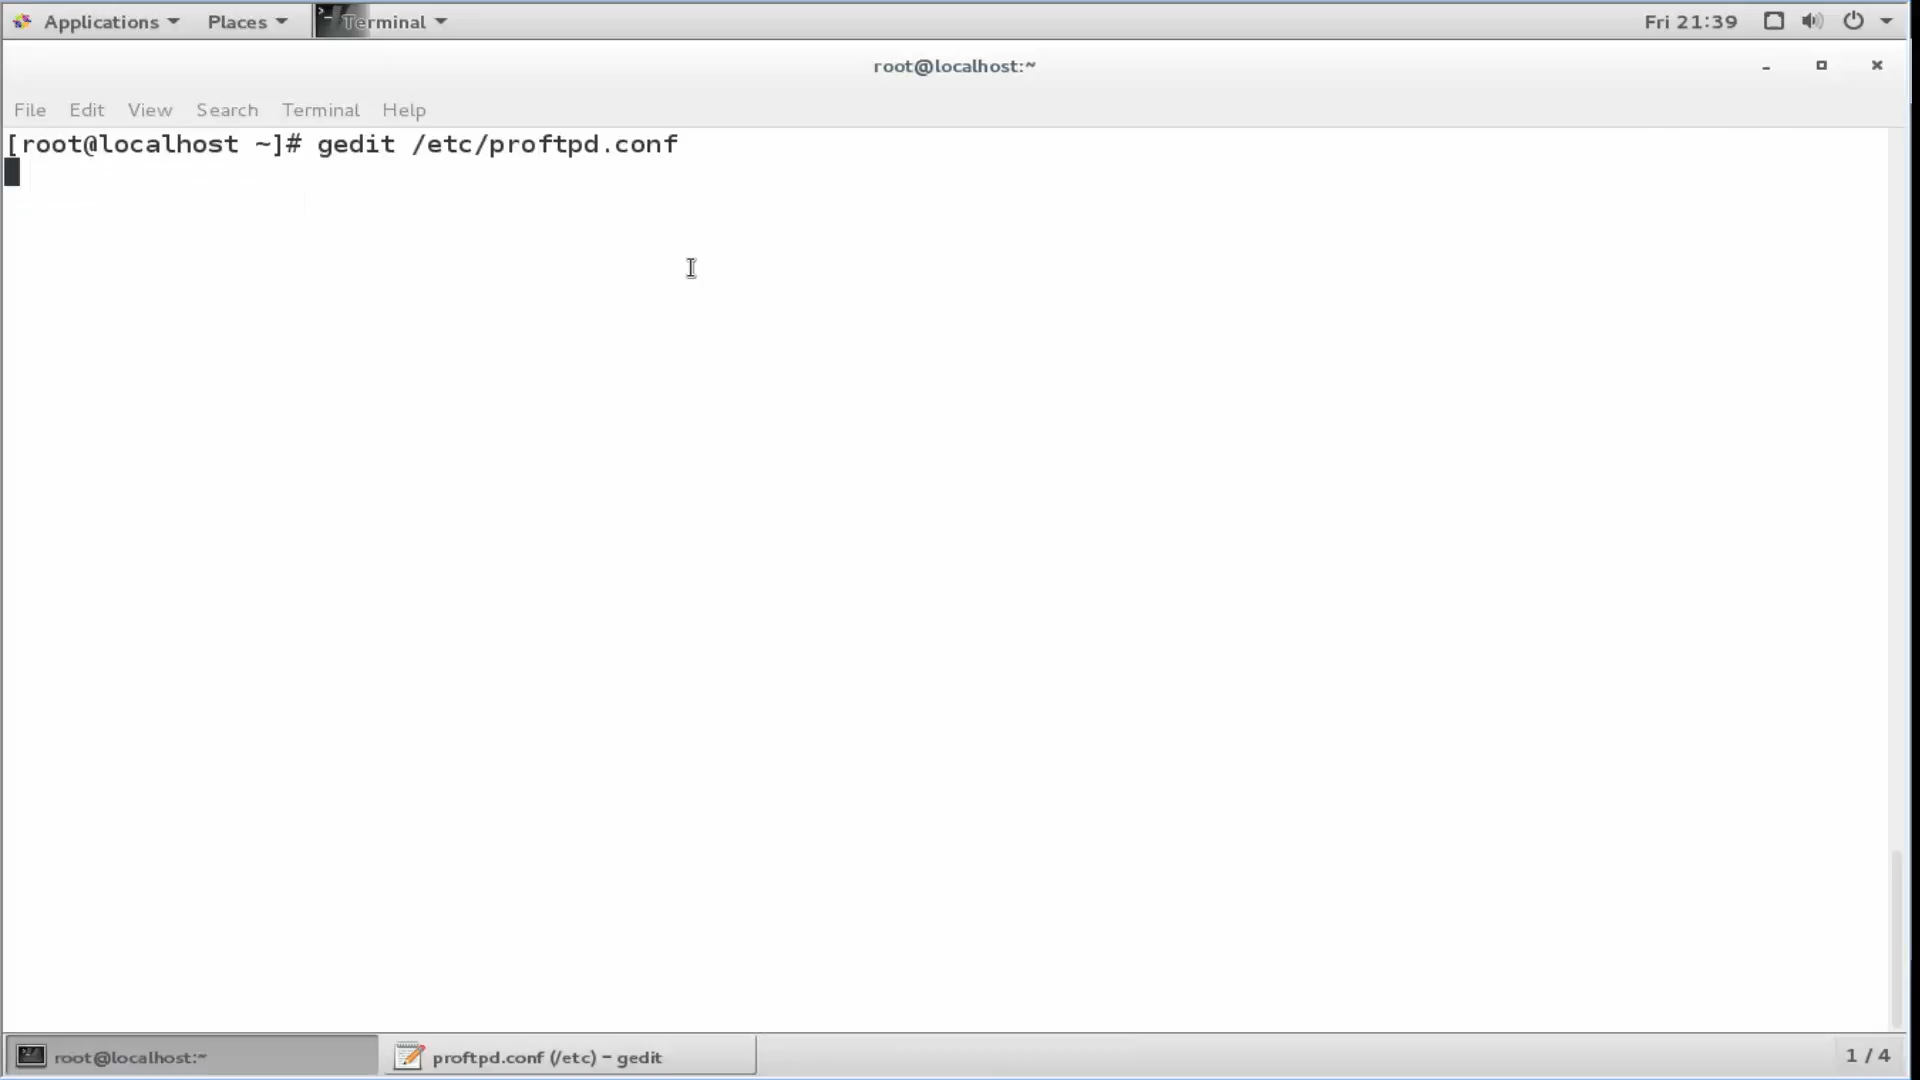 Applications Places Terminal Fri 21:39
root@localhost:~
File Edit View Search Terminal Help
[root@localhost ~]# gedit /etc/proftpd.conf
root@localhost:~ proftpd.conf (/etc) - gedit 1 / 4